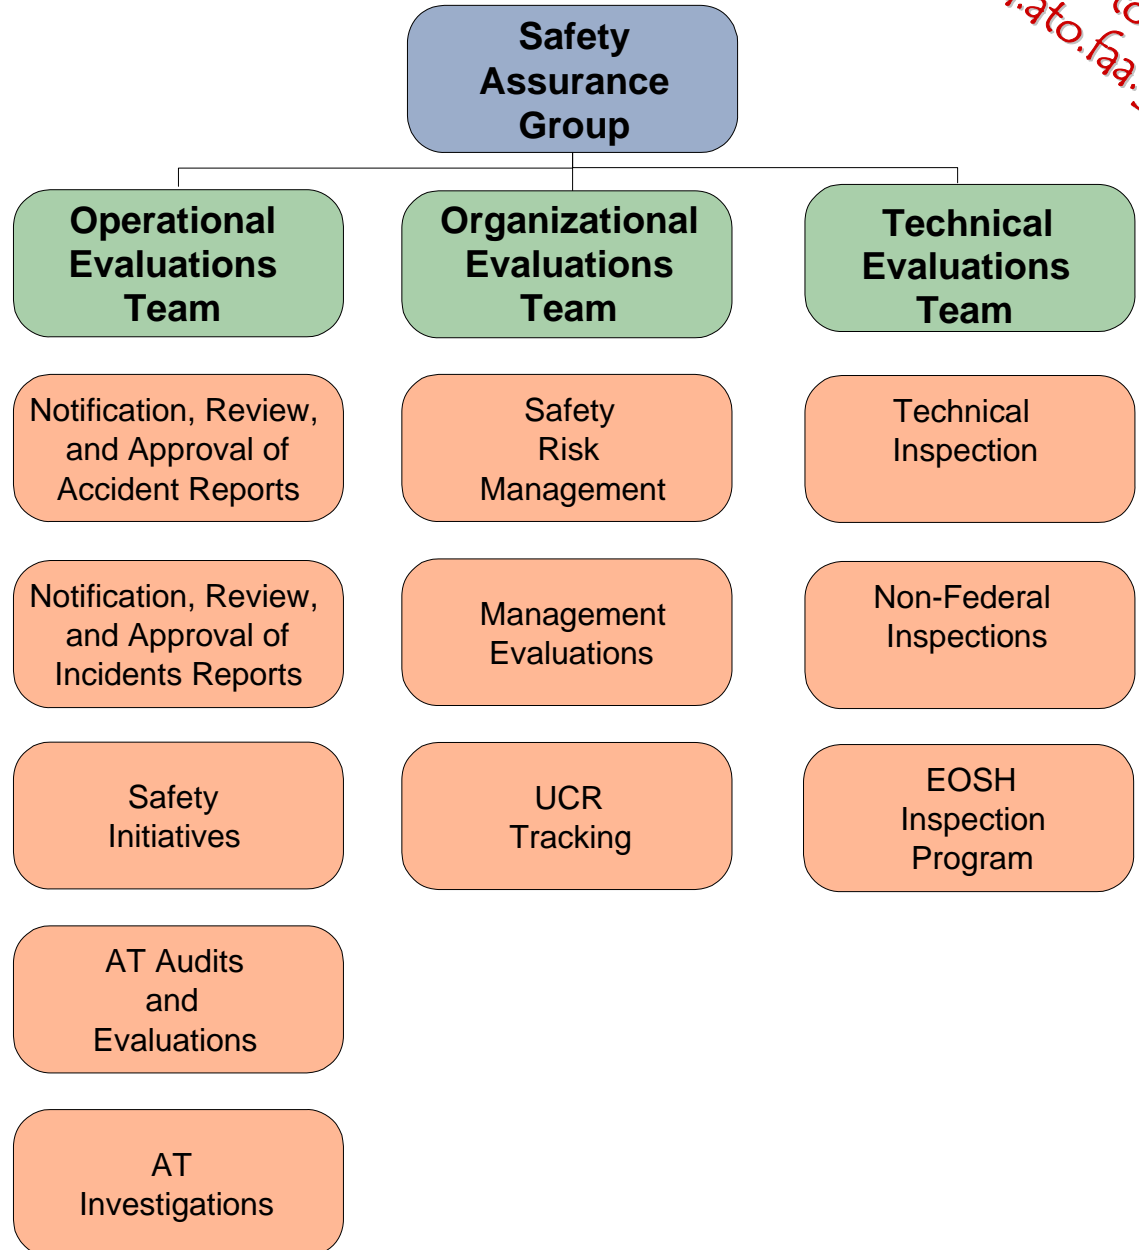 Safety
Assurance
Group
.ato.faa.
Operational
Evaluations
Team
Organizational
Evaluations
Team
Technical
Evaluations
Team
Notification, Review,
and Approval of
Accident Reports
Safety
Risk
Management
Technical
Inspection
Notification, Review,
and Approval of
Incidents Reports
Management
Evaluations
Non-Federal
Inspections
Safety
Initiatives
UCR
Tracking
EOSH
Inspection
Program
AT Audits
and
Evaluations
AT
Investigations